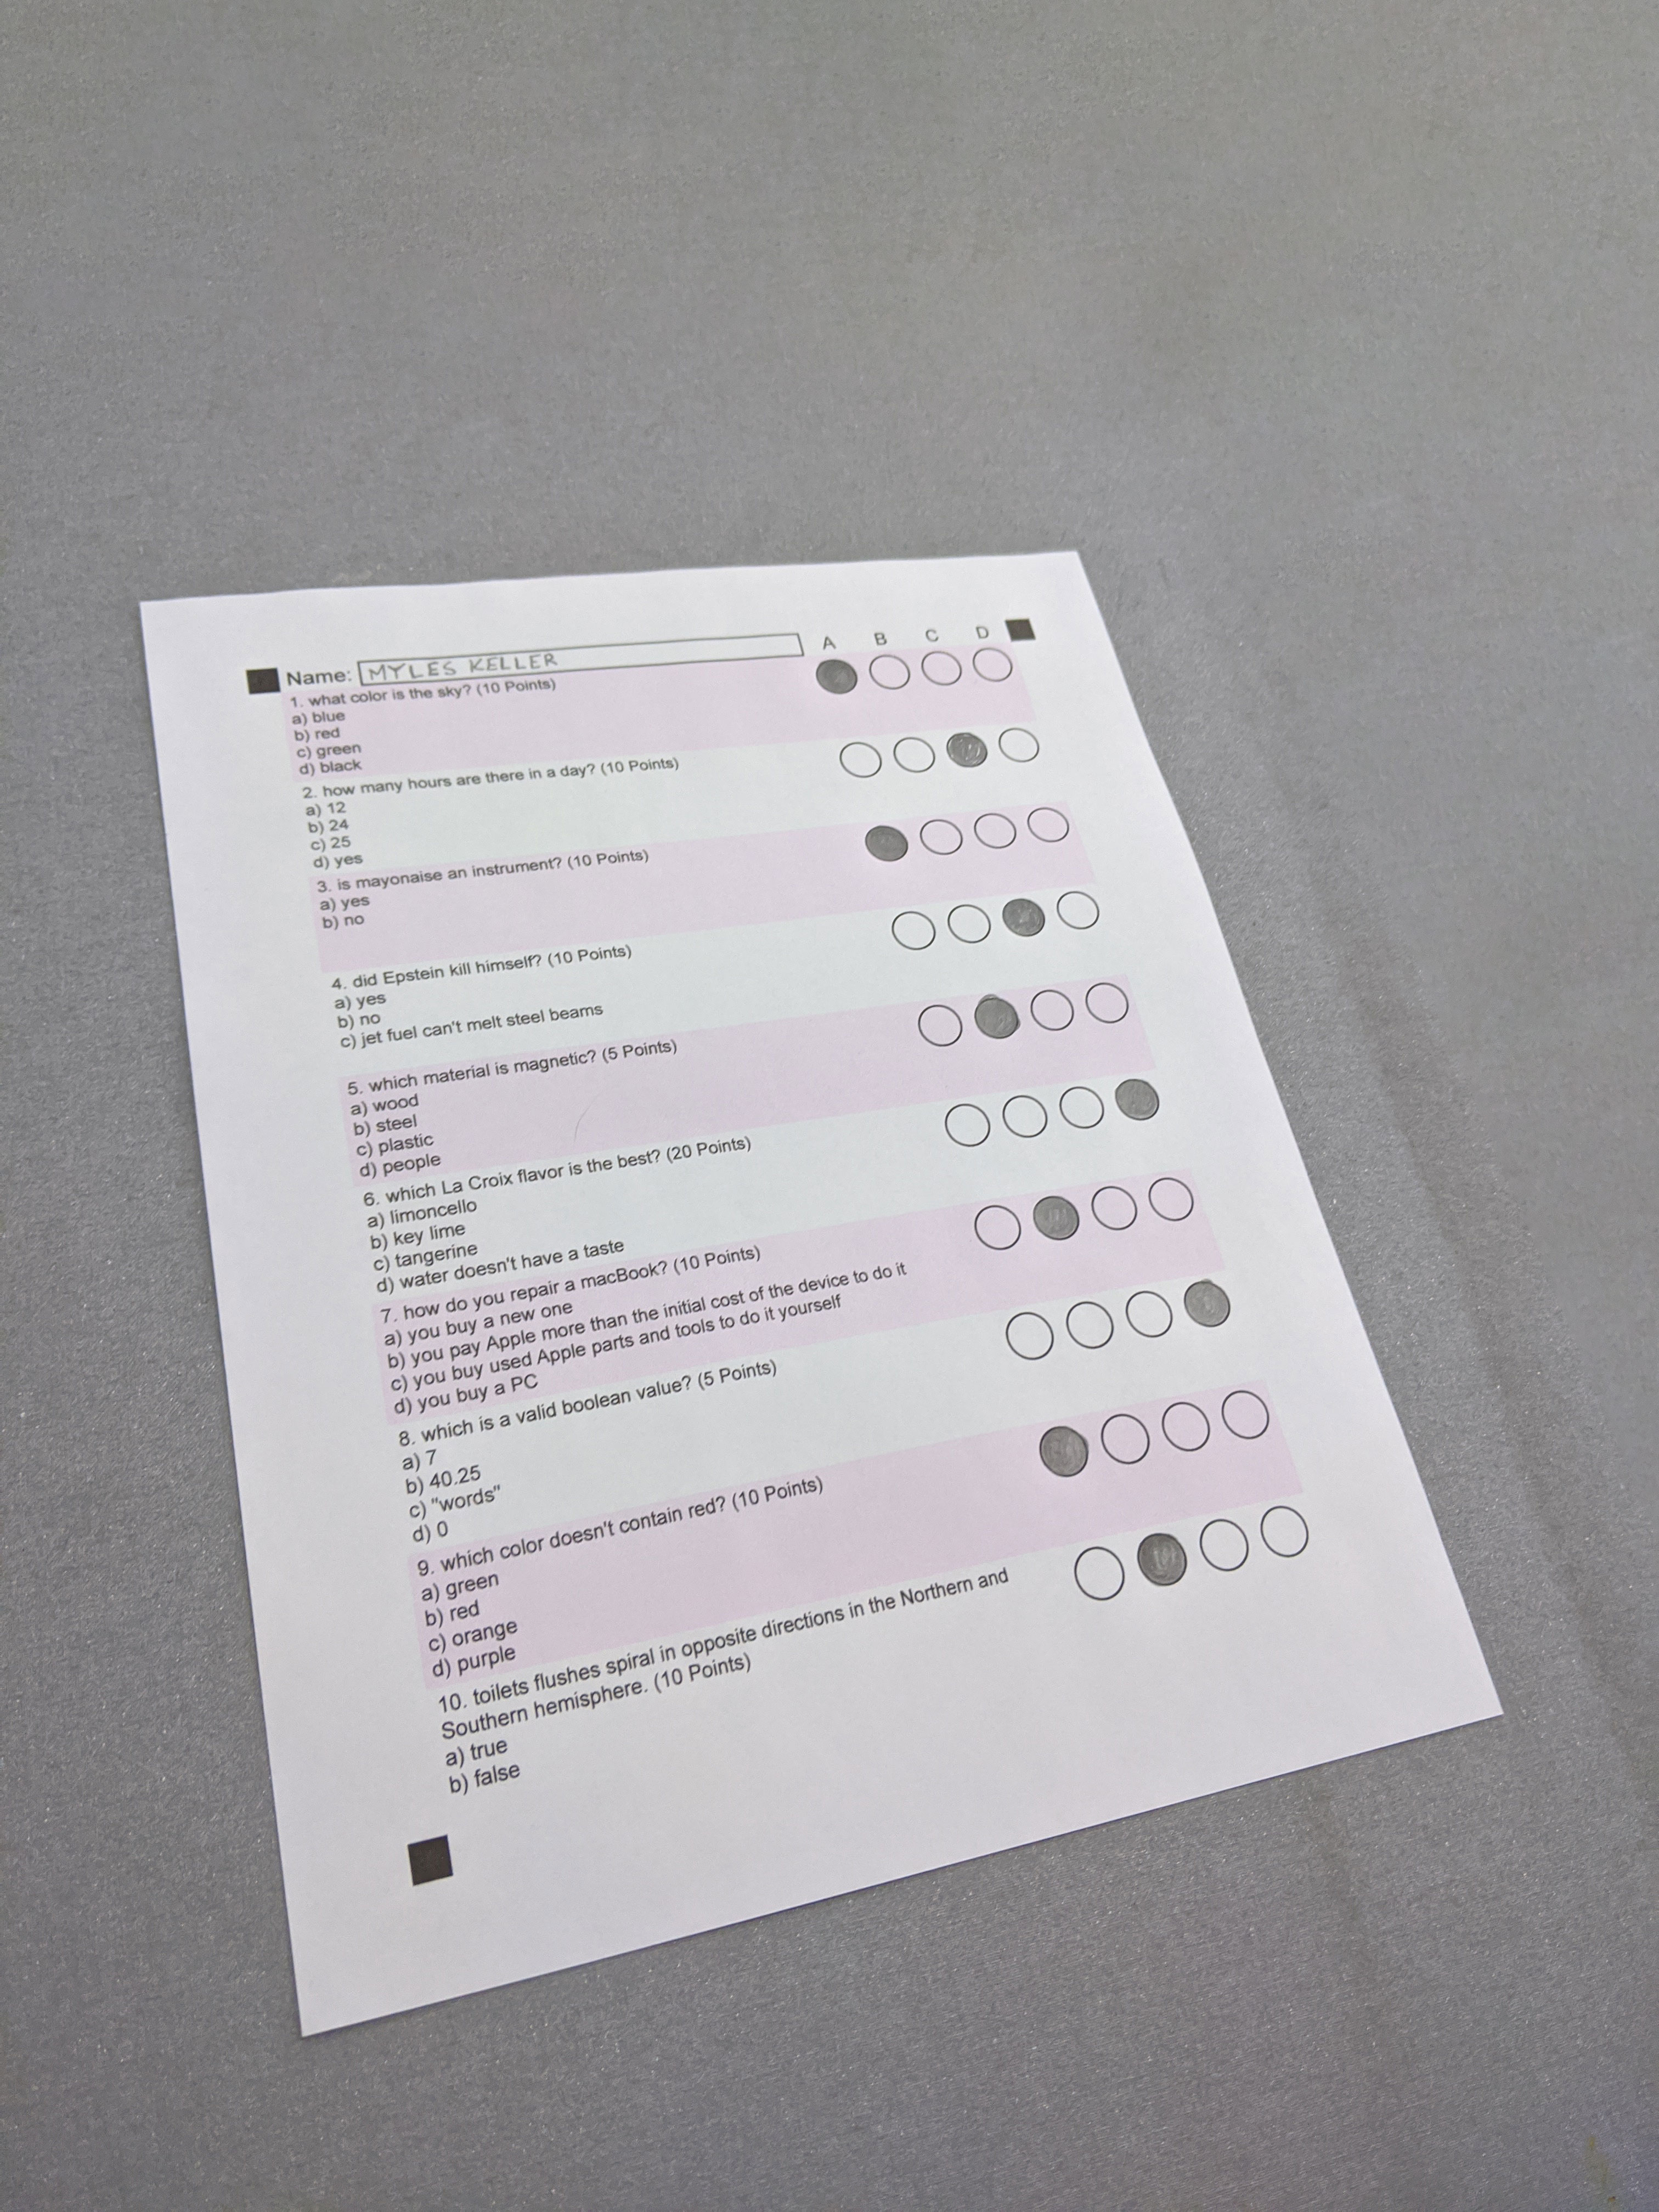 A B C D
Name: MYLES KELLER
1. what color is the sky? (10 Points)
a) blue
b) red
c) green
d) black
2. how many hours are there in a day? (10 Points)
a) 12
b) 24
c) 25
d) yes
3. is mayonaise an instrument? (10 Points)
a) yes
b) no
4. did Epstein kill himself? (10 Points)
a) yes
b) no
c) jet fuel can't melt steel beams
5. which material is magnetic? (5 Points)
a) wood
b) steel
c) plastic
d) people
6. which La Croix flavor is the best? (20 Points)
a) limoncello
b) key lime
c) tangerine
d) water doesn't have a taste
7. how do you repair a macBook? (10 Points)
a) you buy a new one
b) you pay Apple more than the initial cost of the device to do it
c) you buy used Apple parts and tools to do it yourself
d) you buy a PC
8. which is a valid boolean value? (5 Points)
a) 7
b) 40.25
c) "words"
d) 0
9. which color doesn't contain red? (10 Points)
a) green
b) red
c) orange
d) purple
10. toilets flushes spiral in opposite directions in the Northern and
Southern hemisphere. (10 Points)
a) true
b) false